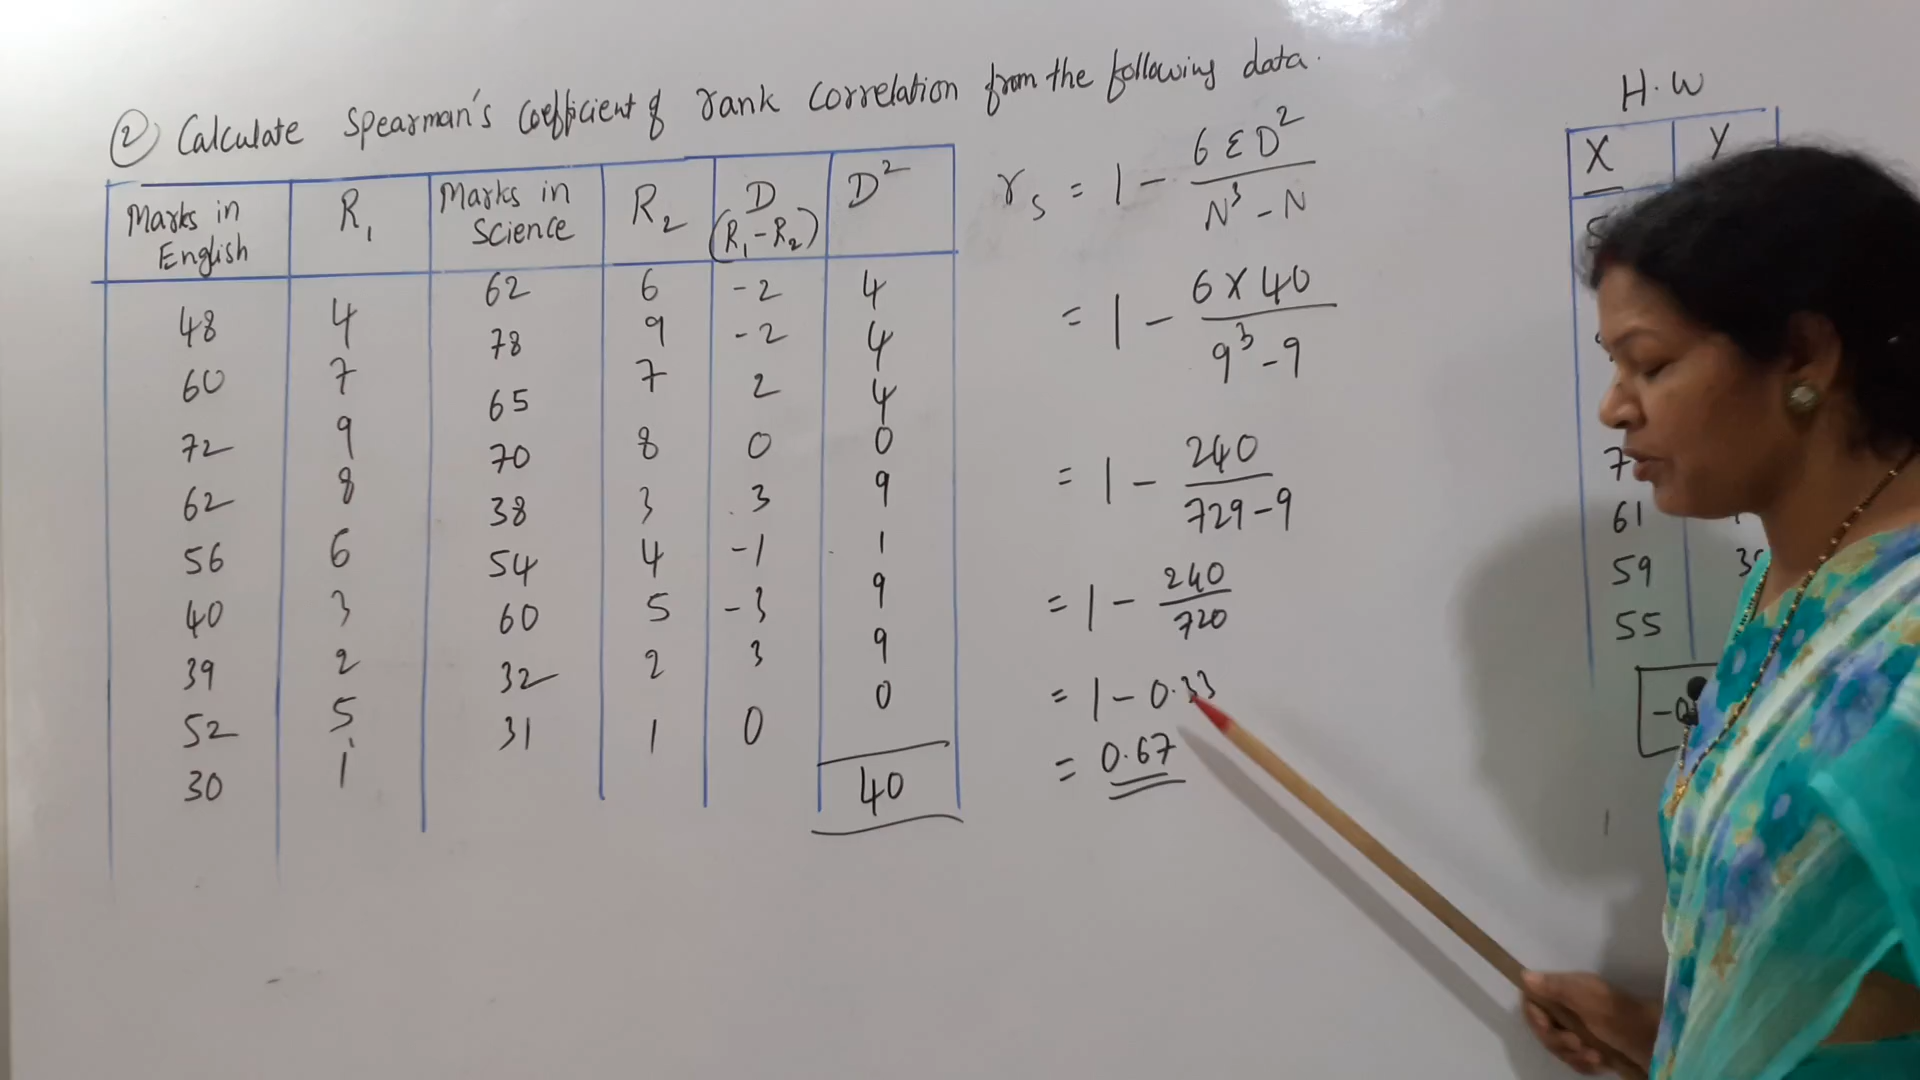 ② Calculate Spearman's Coefficient of rank correlation from the following data.
Marks in English | R₁ | Marks in Science | R₂ | D (R₁-R₂) | D²
48 4 62 6 -2 4
60 7 78 9 -2 4
72 9 65 7 2 4
62 8 70 8 0 0
56 6 38 3 3 9
40 3 54 4 -1 1
39 2 60 5 -3 9
52 5 32 2 3 9
30 1 31 1 0 0
40
rₛ = 1 - 6 ΣD² / N³ - N
= 1 - 6 X 40 / 9³ - 9
= 1 - 240 / 729 - 9
= 1 - 240 / 720
= 1 - 0.33
= 0.67
H.W
X Y
61
59
55